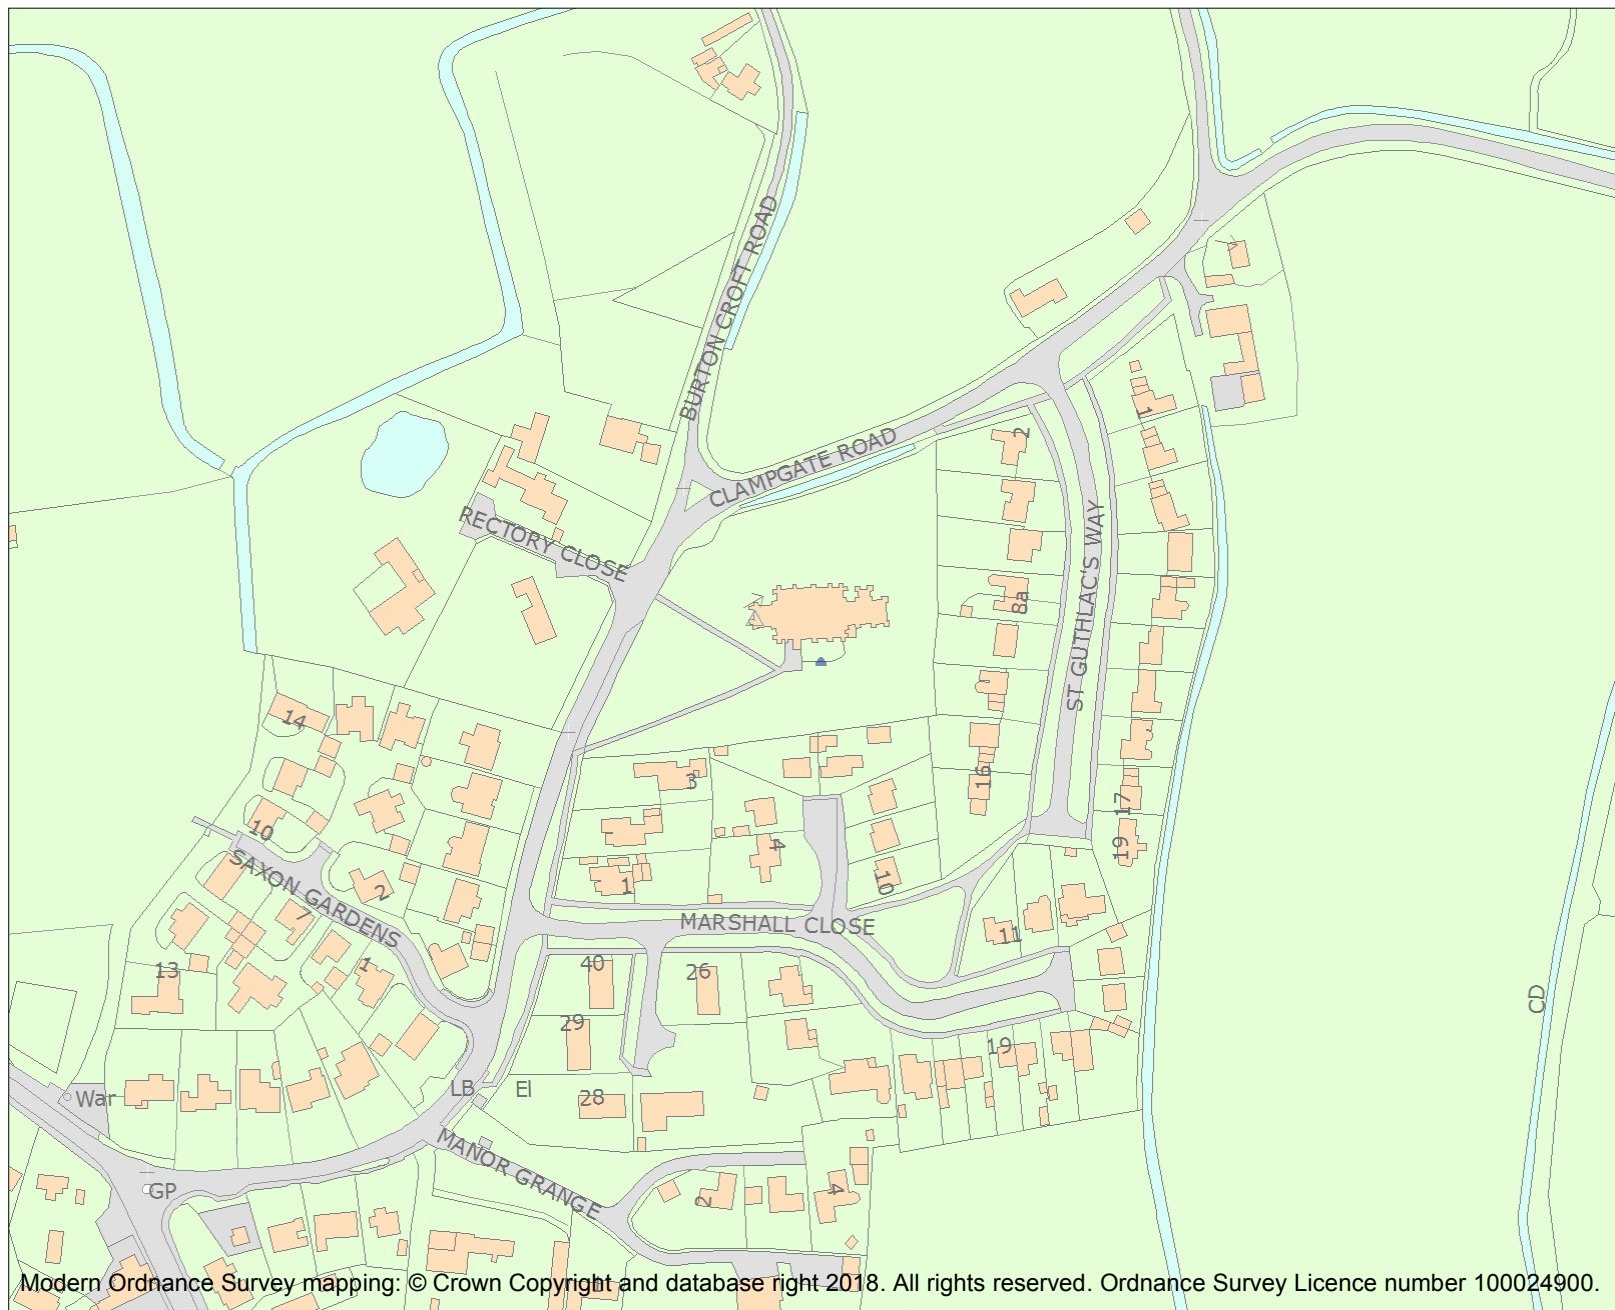 BURTON CROFT ROAD
1
CLAMPGATE ROAD
2
RECTORY CLOSE
ST GUTHLAC'S WAY
8a
14
3
16
17
10
4
19
SAXON GARDENS
2
1
10
7
MARSHALL CLOSE
11
1
13
40
26
CD
29
19
LB
El
28
War
MANOR GRANGE
GP
2
4
Modern Ordnance Survey mapping: © Crown Copyright and database right 2018. All rights reserved. Ordnance Survey Licence number 100024900.